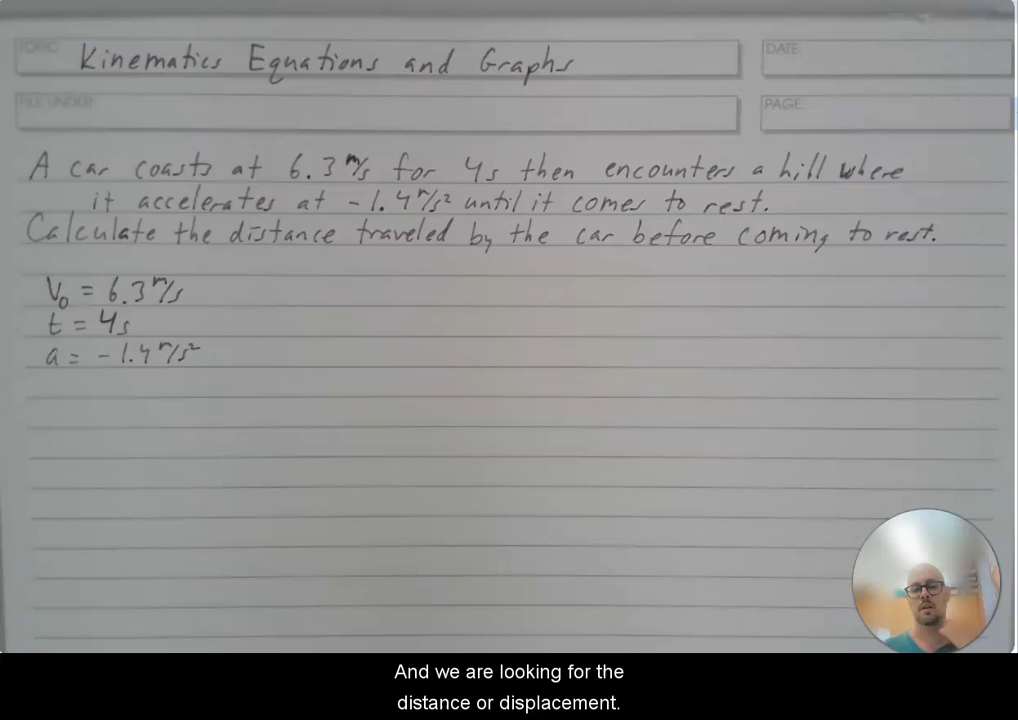 TOPIC Kinematics Equations and Graphs DATE
FILE UNDER PAGE
A car coasts at 6.3 m/s for 4s then encounters a hill where
it accelerates at -1.4 m/s² until it comes to rest.
Calculate the distance traveled by the car before coming to rest.
V₀ = 6.3 m/s
t = 4s
a = -1.4 m/s²
And we are looking for the
distance or displacement.